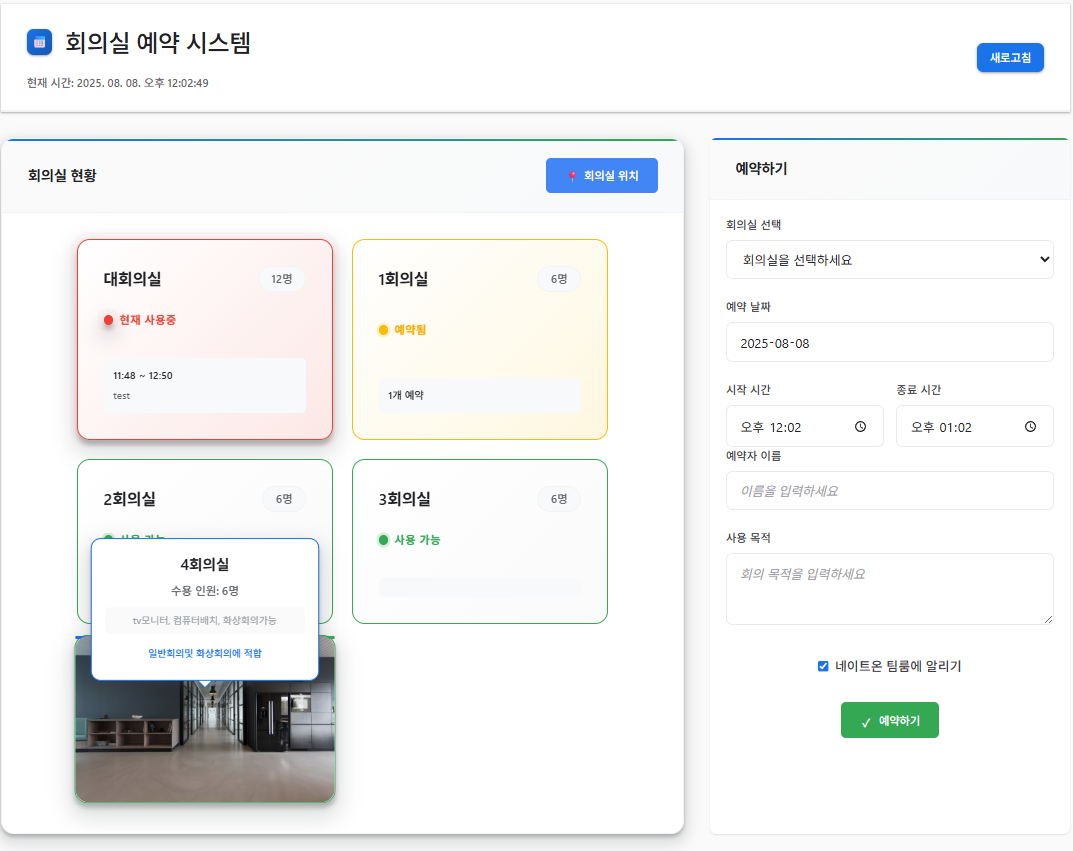 회의실 예약 시스템
현재 시간: 2025. 08. 08. 오후 12:02:49
새로고침
회의실 현황
회의실 위치
대회의실
12명
현재 사용중
11:48 ~ 12:50
test
1회의실
6명
예약됨
1개 예약
2회의실
6명
3회의실
6명
사용 가능
4회의실
수용 인원: 6명
tv모니터, 컴퓨터배치, 화상회의가능
일반회의및 화상회의에 적합
예약하기
회의실 선택
회의실을 선택하세요
예약 날짜
2025-08-08
시작 시간
종료 시간
오후 12:02
오후 01:02
예약자 이름
이름을 입력하세요
사용 목적
회의 목적을 입력하세요
네이트온 팀룸에 알리기
✓ 예약하기